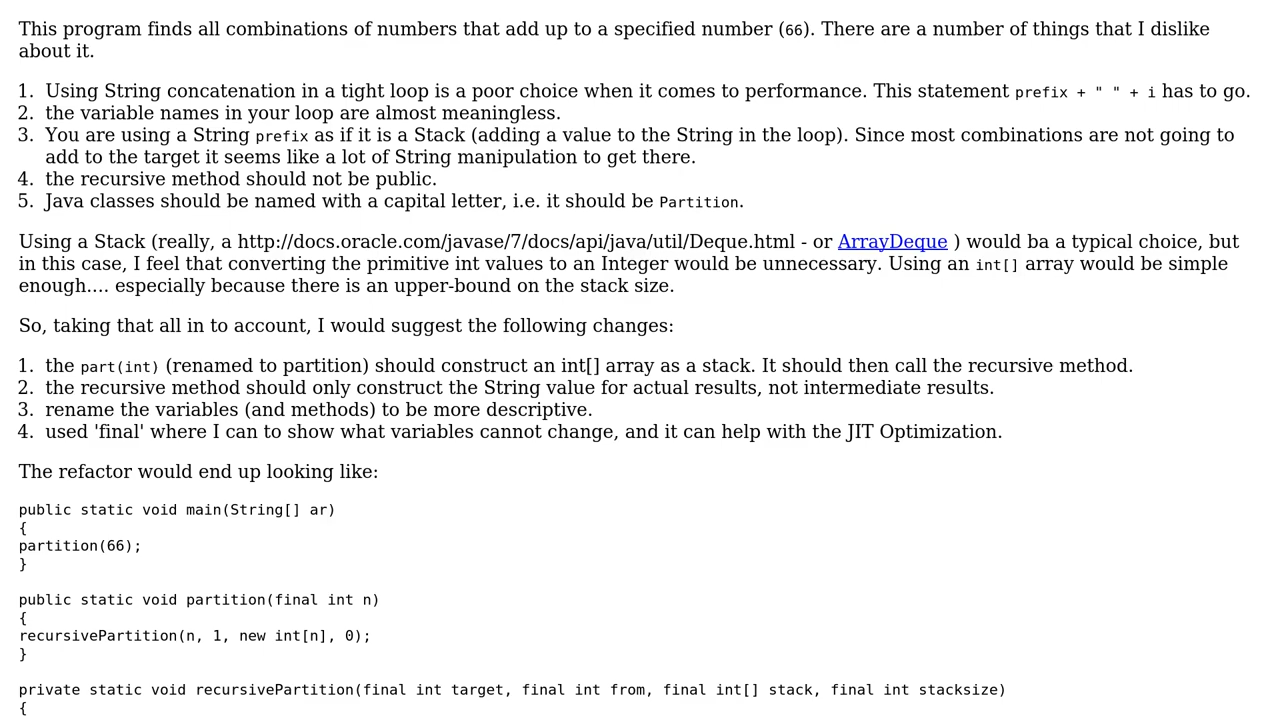 This program finds all combinations of numbers that add up to a specified number (66). There are a number of things that I dislike
about it.
1. Using String concatenation in a tight loop is a poor choice when it comes to performance. This statement prefix + " " + i has to go.
2. the variable names in your loop are almost meaningless.
3. You are using a String prefix as if it is a Stack (adding a value to the String in the loop). Since most combinations are not going to
add to the target it seems like a lot of String manipulation to get there.
4. the recursive method should not be public.
5. Java classes should be named with a capital letter, i.e. it should be Partition.
Using a Stack (really, a http://docs.oracle.com/javase/7/docs/api/java/util/Deque.html - or ArrayDeque ) would ba a typical choice, but
in this case, I feel that converting the primitive int values to an Integer would be unnecessary. Using an int[] array would be simple
enough.... especially because there is an upper-bound on the stack size.
So, taking that all in to account, I would suggest the following changes:
1. the part(int) (renamed to partition) should construct an int[] array as a stack. It should then call the recursive method.
2. the recursive method should only construct the String value for actual results, not intermediate results.
3. rename the variables (and methods) to be more descriptive.
4. used 'final' where I can to show what variables cannot change, and it can help with the JIT Optimization.
The refactor would end up looking like:
public static void main(String[] ar)
{
partition(66);
}
public static void partition(final int n)
{
recursivePartition(n, 1, new int[n], 0);
}
private static void recursivePartition(final int target, final int from, final int[] stack, final int stacksize)
{